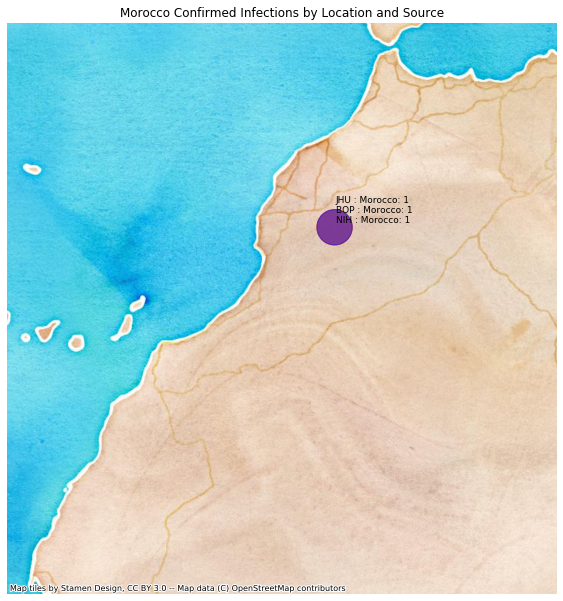 Morocco Confirmed Infections by Location and Source
JHU : Morocco: 1
BOP : Morocco: 1
NIH : Morocco: 1
Map tiles by Stamen Design, CC BY 3.0 -- Map data (C) OpenStreetMap contributors